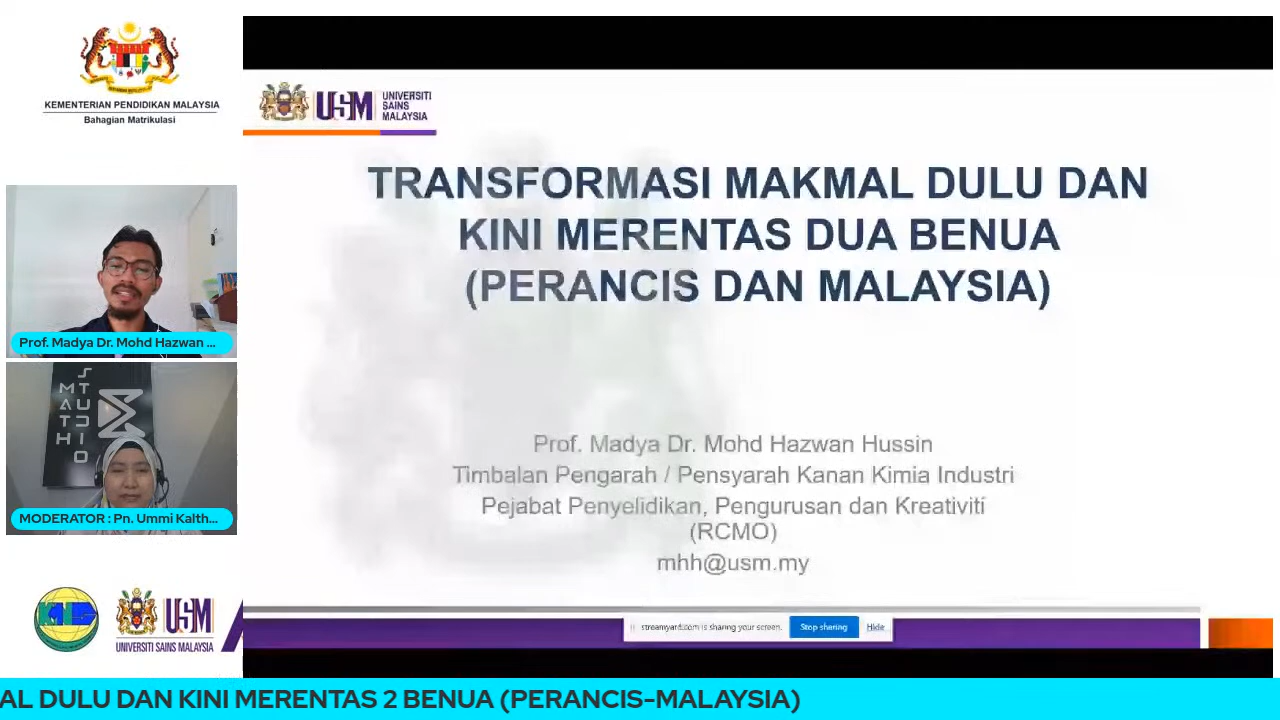 KEMENTERIAN PENDIDIKAN MALAYSIA
Bahagian Matrikulasi
Prof. Madya Dr. Mohd Hazwan ...
MATH
STUDIO
MODERATOR : Pn. Ummi Kalth...
USM
UNIVERSITI SAINS MALAYSIA
USM
UNIVERSITI
SAINS
MALAYSIA
TRANSFORMASI MAKMAL DULU DAN
KINI MERENTAS DUA BENUA
(PERANCIS DAN MALAYSIA)
Prof. Madya Dr. Mohd Hazwan Hussin
Timbalan Pengarah / Pensyarah Kanan Kimia Industri
Pejabat Penyelidikan, Pengurusan dan Kreativiti
(RCMO)
mhh@usm.my
streamyard.com is sharing your screen.
Stop sharing
Hide
AL DULU DAN KINI MERENTAS 2 BENUA (PERANCIS-MALAYSIA)